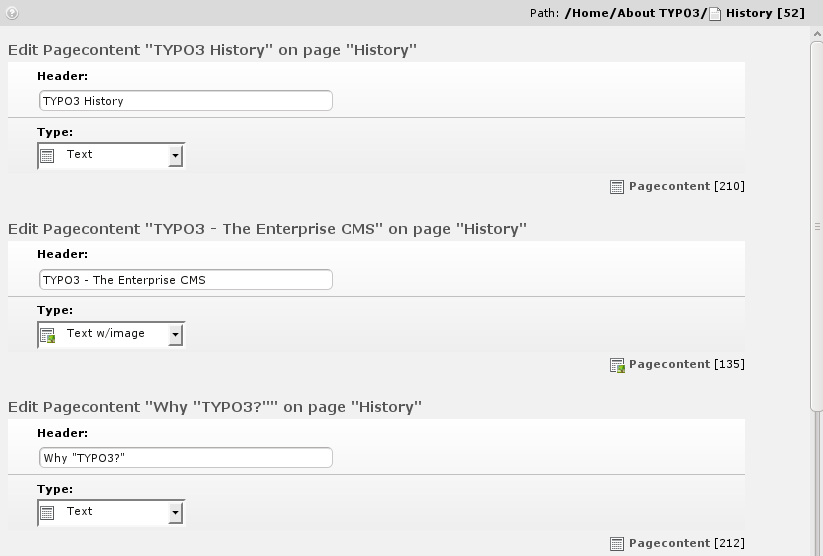 Path: /Home/About TYPO3/ History [52]
Edit Pagecontent "TYPO3 History" on page "History"
Header:
TYPO3 History
Type:
Text
Pagecontent [210]
Edit Pagecontent "TYPO3 - The Enterprise CMS" on page "History"
Header:
TYPO3 - The Enterprise CMS
Type:
Text w/image
Pagecontent [135]
Edit Pagecontent "Why "TYPO3?"" on page "History"
Header:
Why "TYPO3?"
Type:
Text
Pagecontent [212]